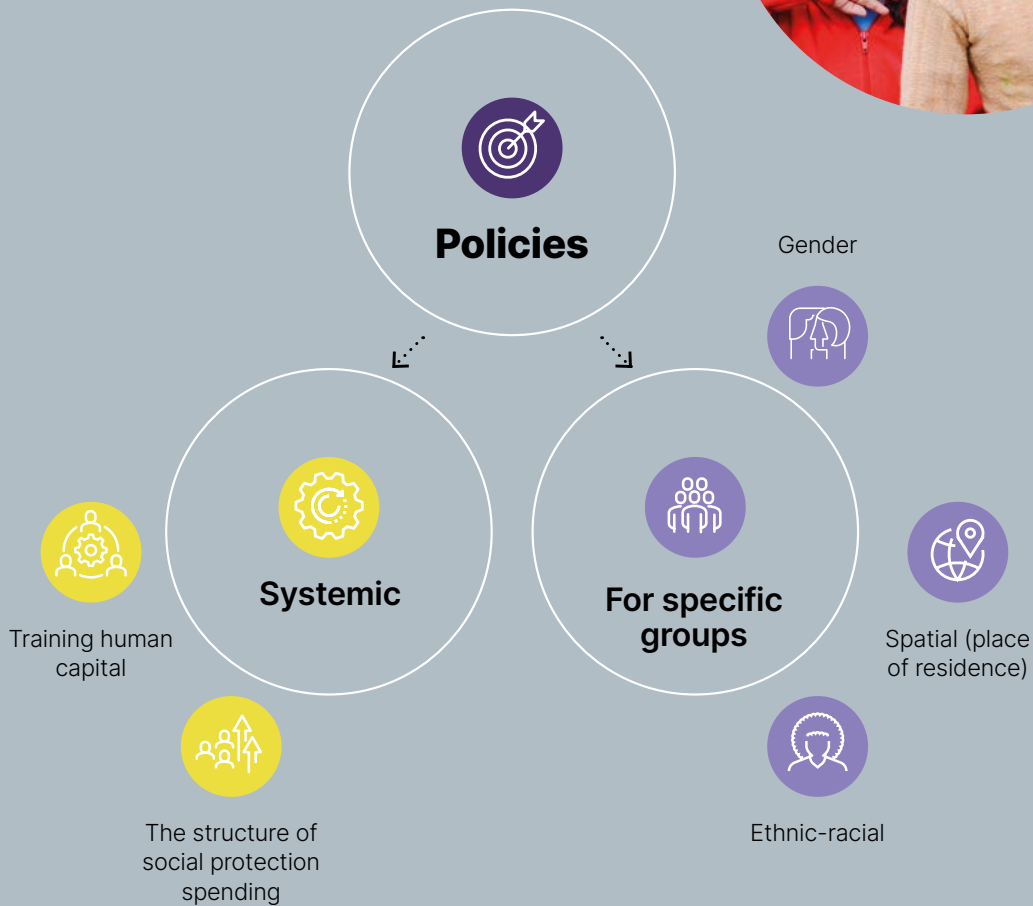 Policies
Gender
Systemic
For specific
groups
Training human
capital
Spatial (place
of residence)
The structure of
social protection
spending
Ethnic-racial